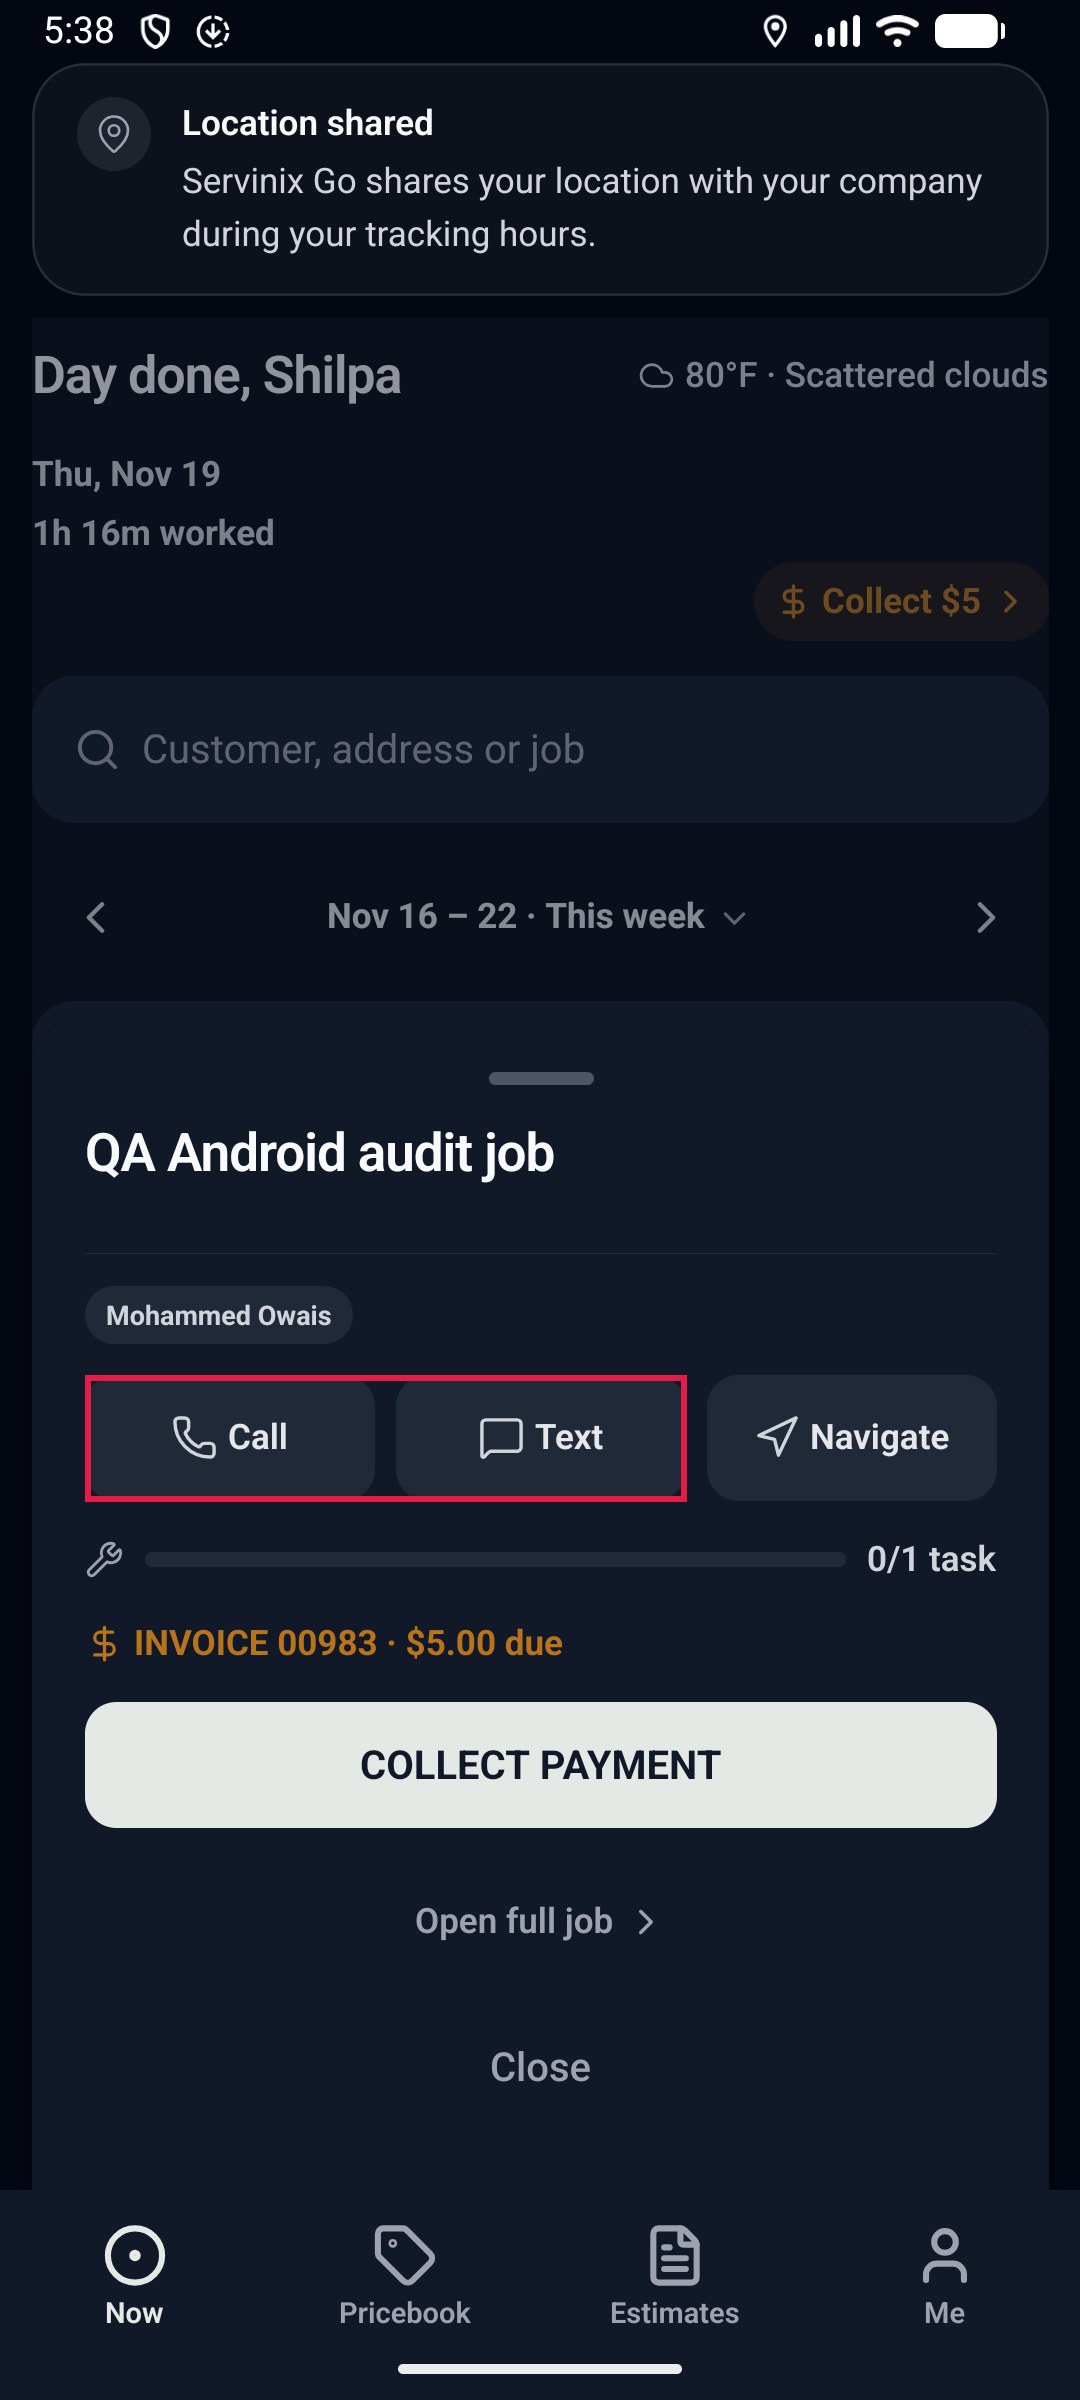 5:38
Location shared
Servinix Go shares your location with your company
during your tracking hours.
Day done, Shilpa
80°F · Scattered clouds
Thu, Nov 19
1h 16m worked
Collect $5
Customer, address or job
Nov 16 – 22 · This week
QA Android audit job
Mohammed Owais
Call
Text
Navigate
0/1 task
INVOICE 00983 · $5.00 due
COLLECT PAYMENT
Open full job
Close
Now
Pricebook
Estimates
Me